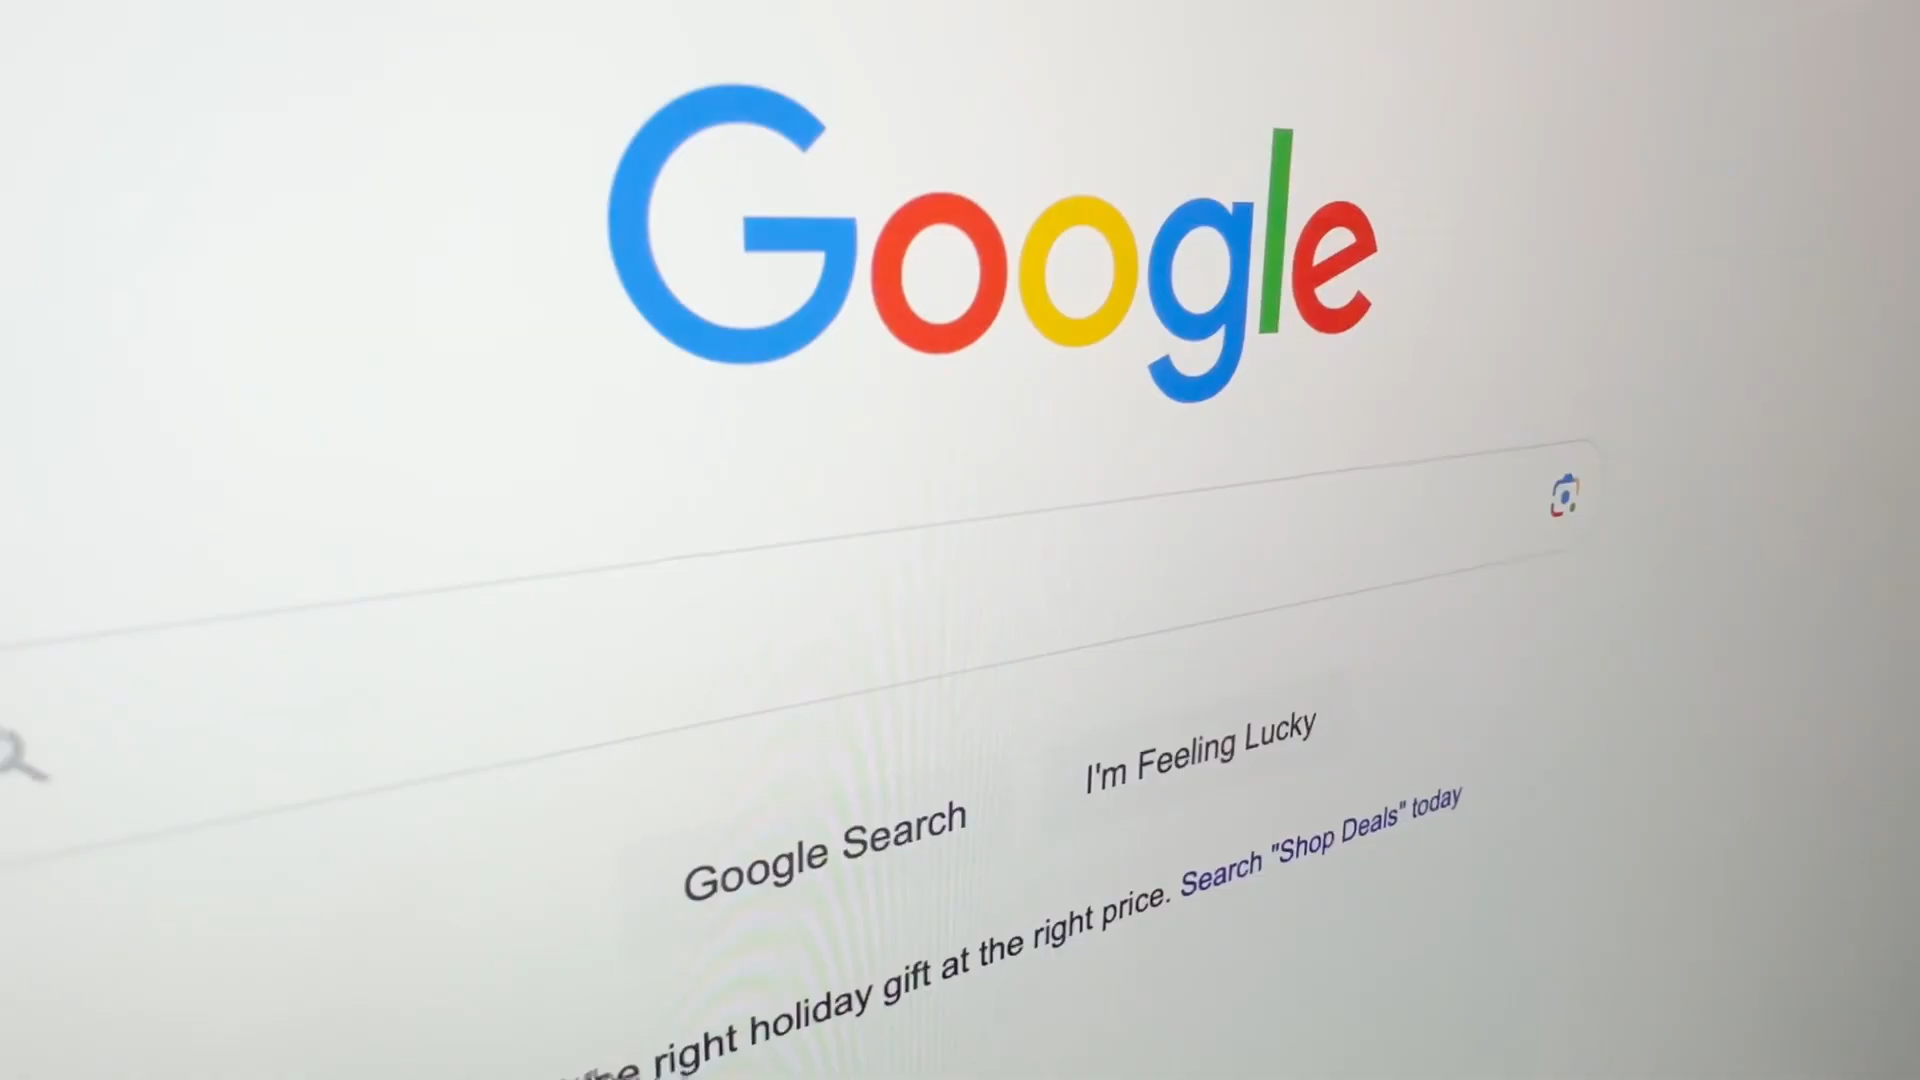 Google
Google Search
I'm Feeling Lucky
right holiday gift at the right price. Search "Shop Deals" today